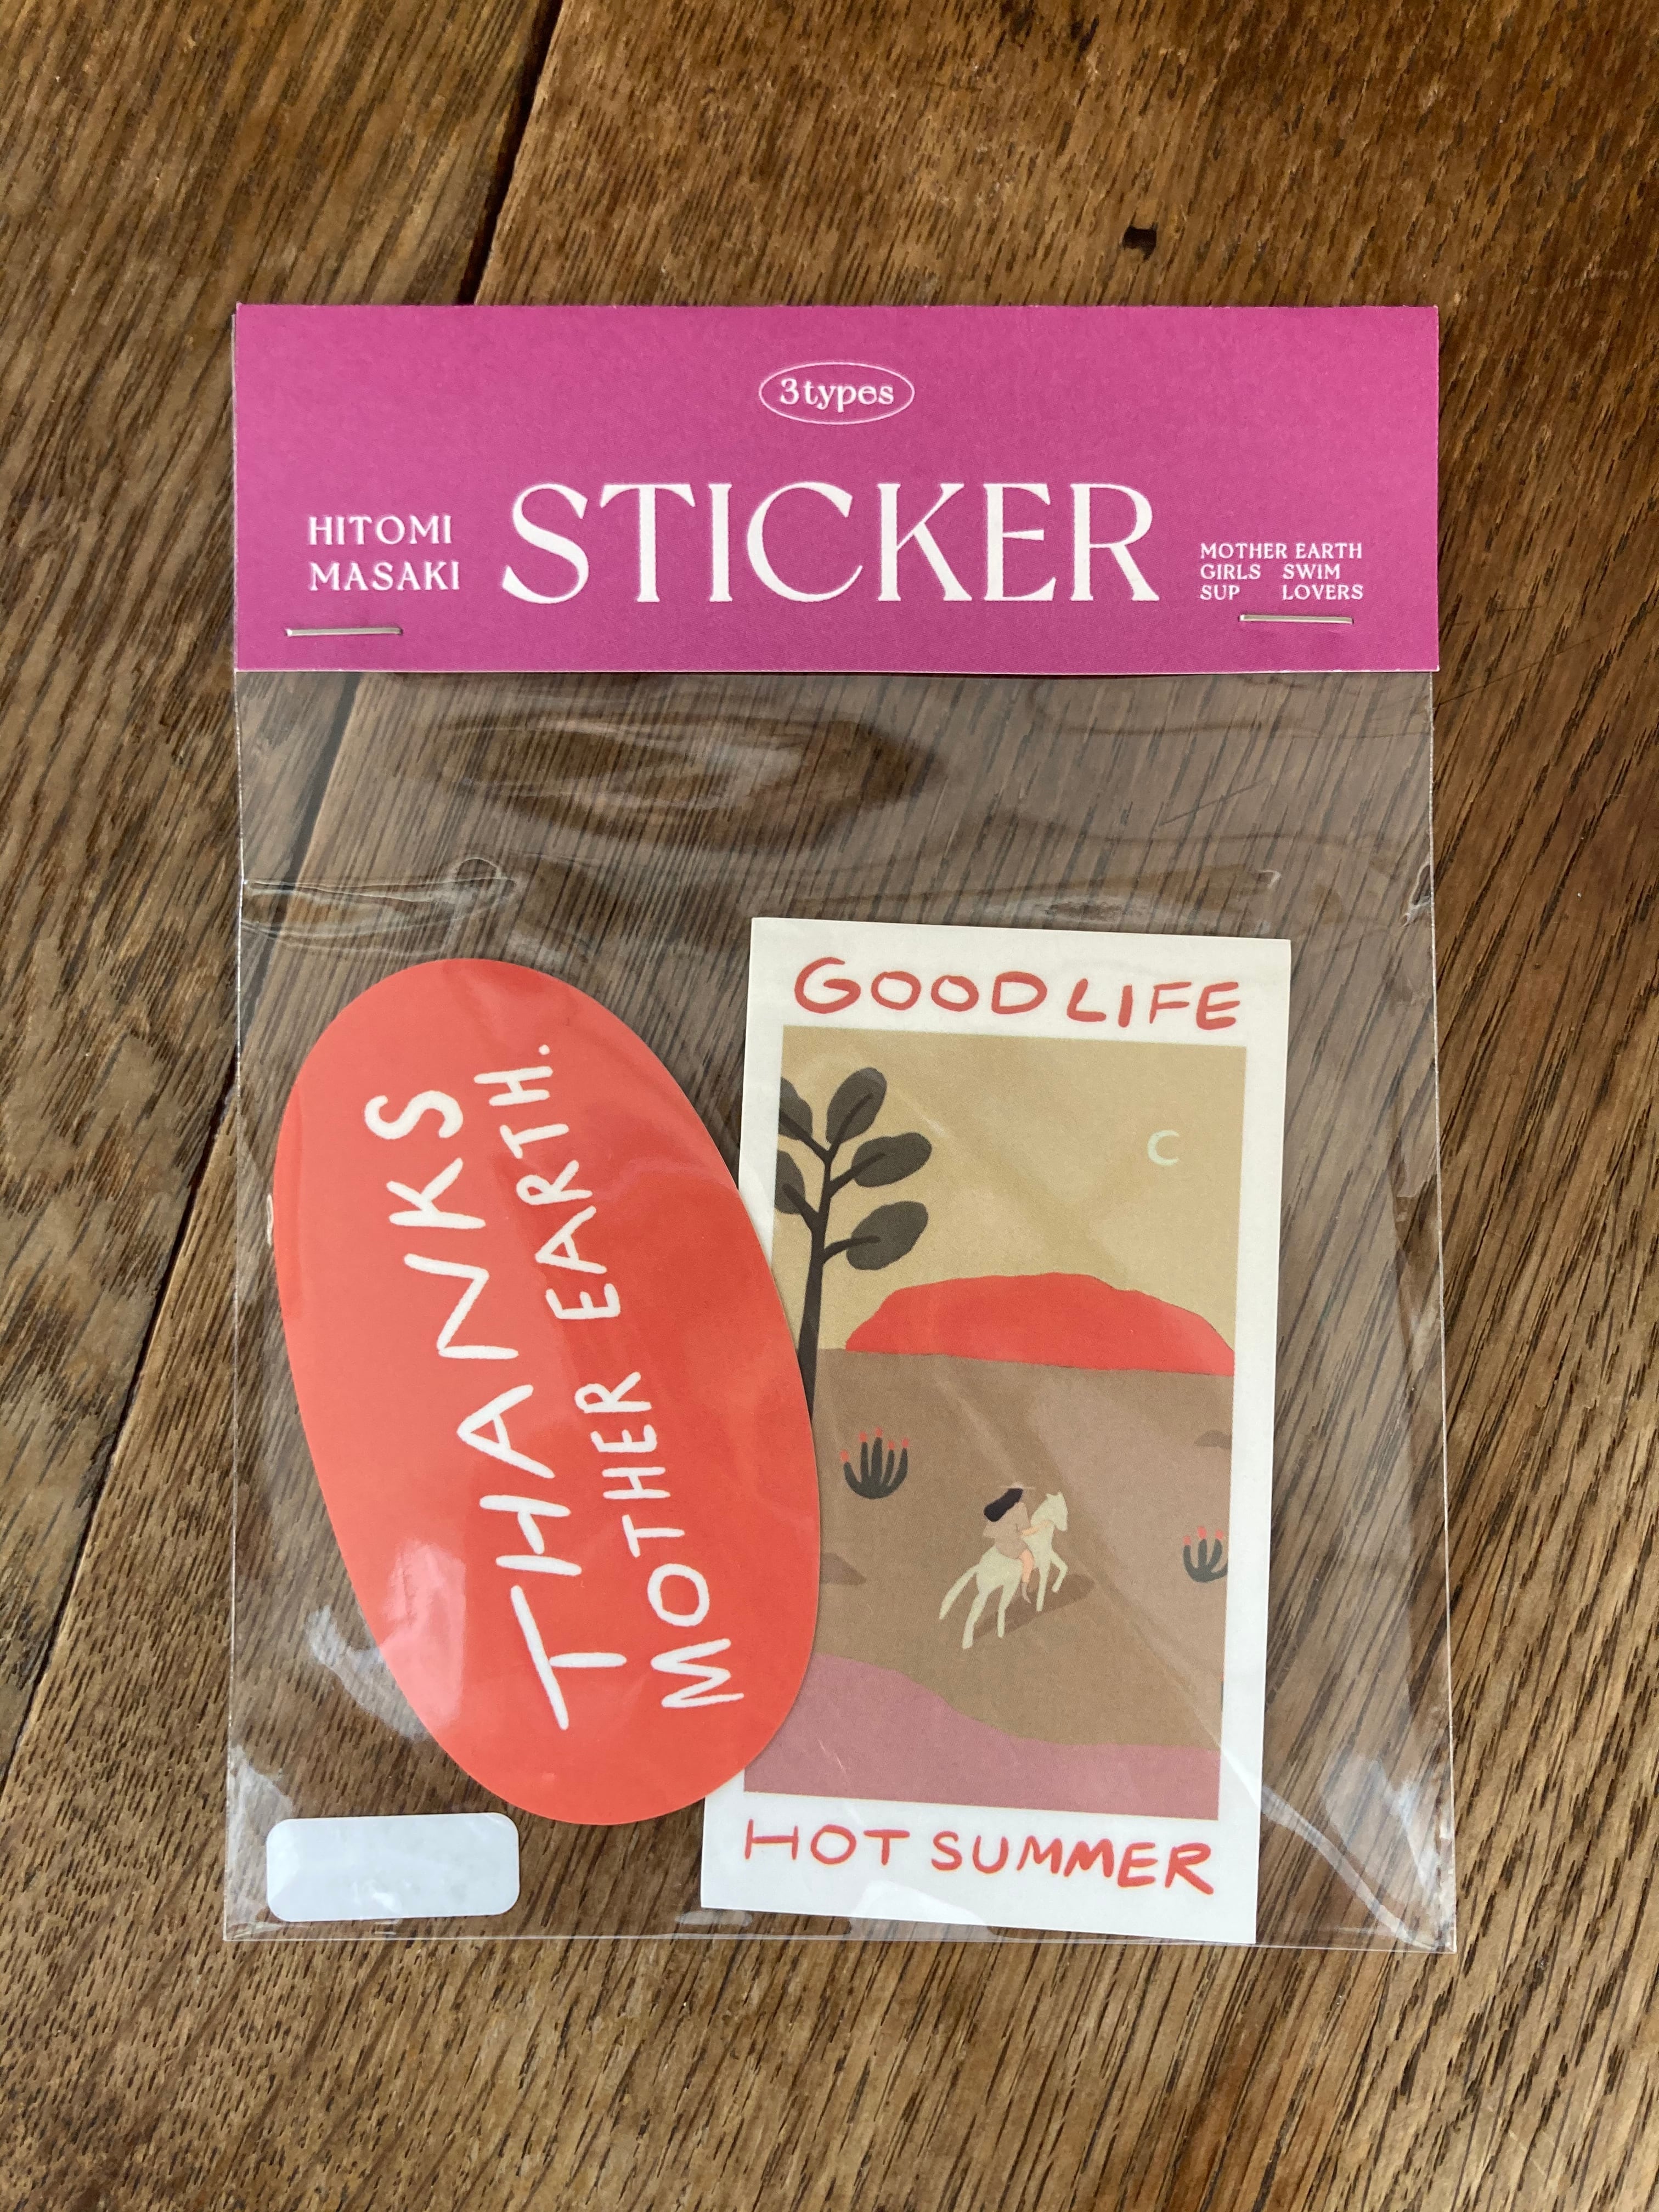 3types
HITOMI
MASAKI
STICKER
MOTHER EARTH
GIRLS SWIM
SUP LOVERS
THANKS
MOTHER EARTH.
GOOD LIFE
HOT SUMMER